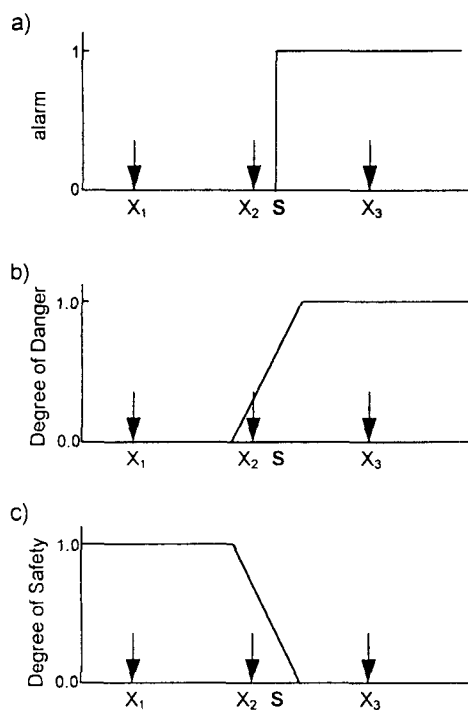 a)
1
alarm
0
X₁ X₂ S X₃
b)
1.0
Degree of Danger
0.0
X₁ X₂ S X₃
c)
1.0
Degree of Safety
0.0
X₁ X₂ S X₃